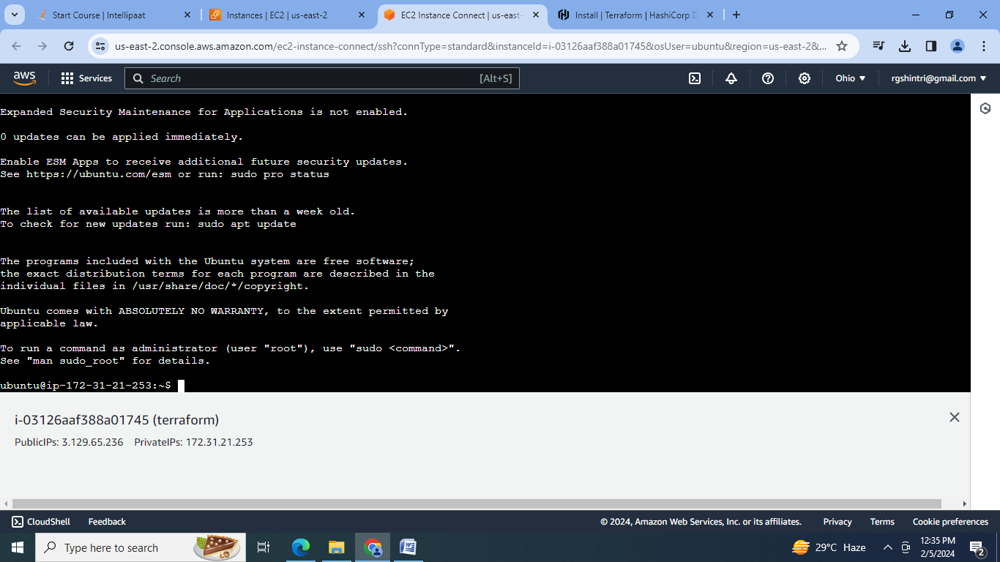 Start Course | Intellipaat
Instances | EC2 | us-east-2
EC2 Instance Connect | us-east-
Install | Terraform | HashiCorp D
us-east-2.console.aws.amazon.com/ec2-instance-connect/ssh?connType=standard&instanceId=i-03126aaf388a01745&osUser=ubuntu&region=us-east-2&...
aws
Services
Search
[Alt+S]
Ohio
rgshintri@gmail.com
Expanded Security Maintenance for Applications is not enabled.
0 updates can be applied immediately.
Enable ESM Apps to receive additional future security updates.
See https://ubuntu.com/esm or run: sudo pro status
The list of available updates is more than a week old.
To check for new updates run: sudo apt update
The programs included with the Ubuntu system are free software;
the exact distribution terms for each program are described in the
individual files in /usr/share/doc/*/copyright.
Ubuntu comes with ABSOLUTELY NO WARRANTY, to the extent permitted by
applicable law.
To run a command as administrator (user "root"), use "sudo <command>".
See "man sudo_root" for details.
ubuntu@ip-172-31-21-253:~$
i-03126aaf388a01745 (terraform)
PublicIPs: 3.129.65.236 PrivateIPs: 172.31.21.253
CloudShell
Feedback
© 2024, Amazon Web Services, Inc. or its affiliates.
Privacy
Terms
Cookie preferences
Type here to search
29°C Haze
12:35 PM
2/5/2024
2